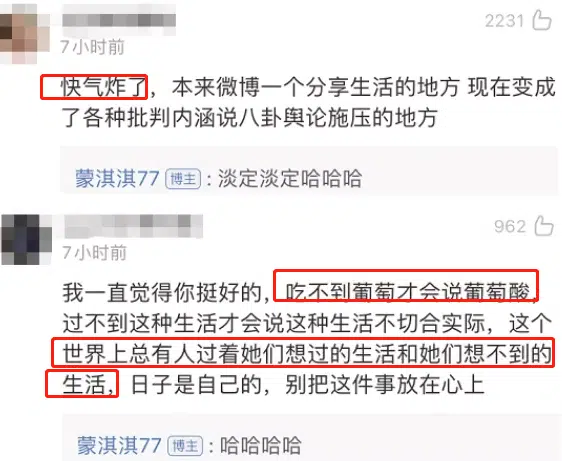 2231
7小时前
快气炸了，本来微博一个分享生活的地方 现在变成
了各种批判内涵说八卦舆论施压的地方
蒙淇淇77 博主：淡定淡定哈哈哈
962
7小时前
我一直觉得你挺好的，吃不到葡萄才会说葡萄酸，
过不到这种生活才会说这种生活不切合实际，这个
世界上总有人过着她们想过的生活和她们想不到的
生活，日子是自己的，别把这件事放在心上
蒙淇淇77 博主：哈哈哈哈